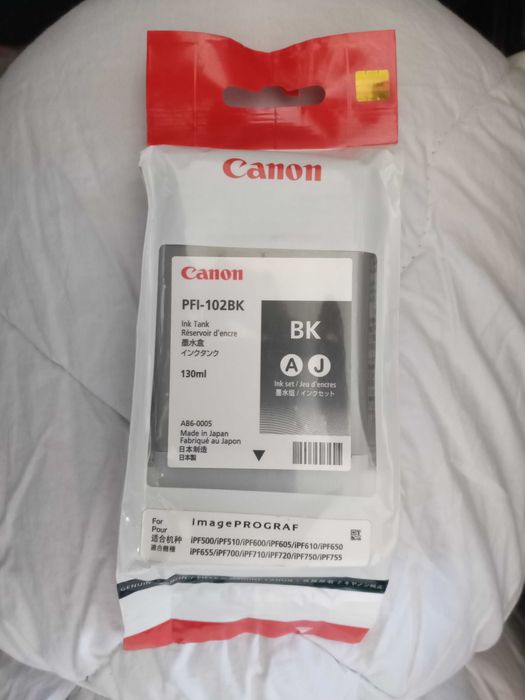 Canon
Canon
PFI-102BK
Ink Tank
Réservoir d'encre
墨水盒
インクタンク
130ml
BK
A J
Ink set / Jeu d'encres
墨水组 / インクセット
AB6-0005
Made in Japan
Fabriqué au Japon
日本制造
日本製
For
Pour
适合机种
適合機種
imagePROGRAF
iPF500/iPF510/iPF600/iPF605/iPF610/iPF650
iPF655/iPF700/iPF710/iPF720/iPF750/iPF755
CANON